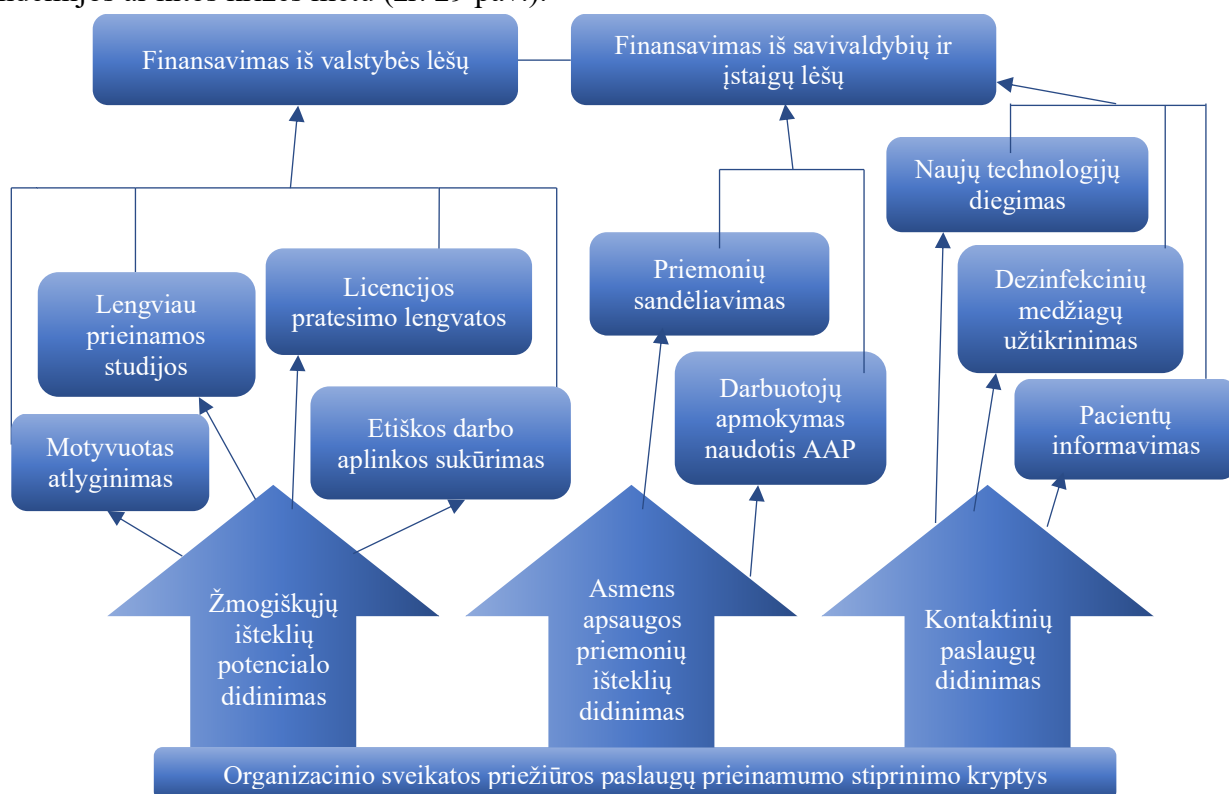 Finansavimas iš valstybės lėšų
Finansavimas iš savivaldybių ir
įstaigų lėšų
Naujų technologijų
diegimas
Priemonių
sandėliavimas
Licencijos
pratesimo lengvatos
Lengviau
prieinamos
studijos
Dezinfekcinių
medžiagų
užtikrinimas
Darbuotojų
apmokymas
naudotis AAP
Etiškos darbo
aplinkos sukūrimas
Motyvuotas
atlyginimas
Pacientų
informavimas
Žmogiškųjų
išteklių
potencialo
didinimas
Asmens
apsaugos
priemonių
išteklių
didinimas
Kontaktinių
paslaugų
didinimas
Organizacinio sveikatos priežiūros paslaugų prieinamumo stiprinimo kryptys